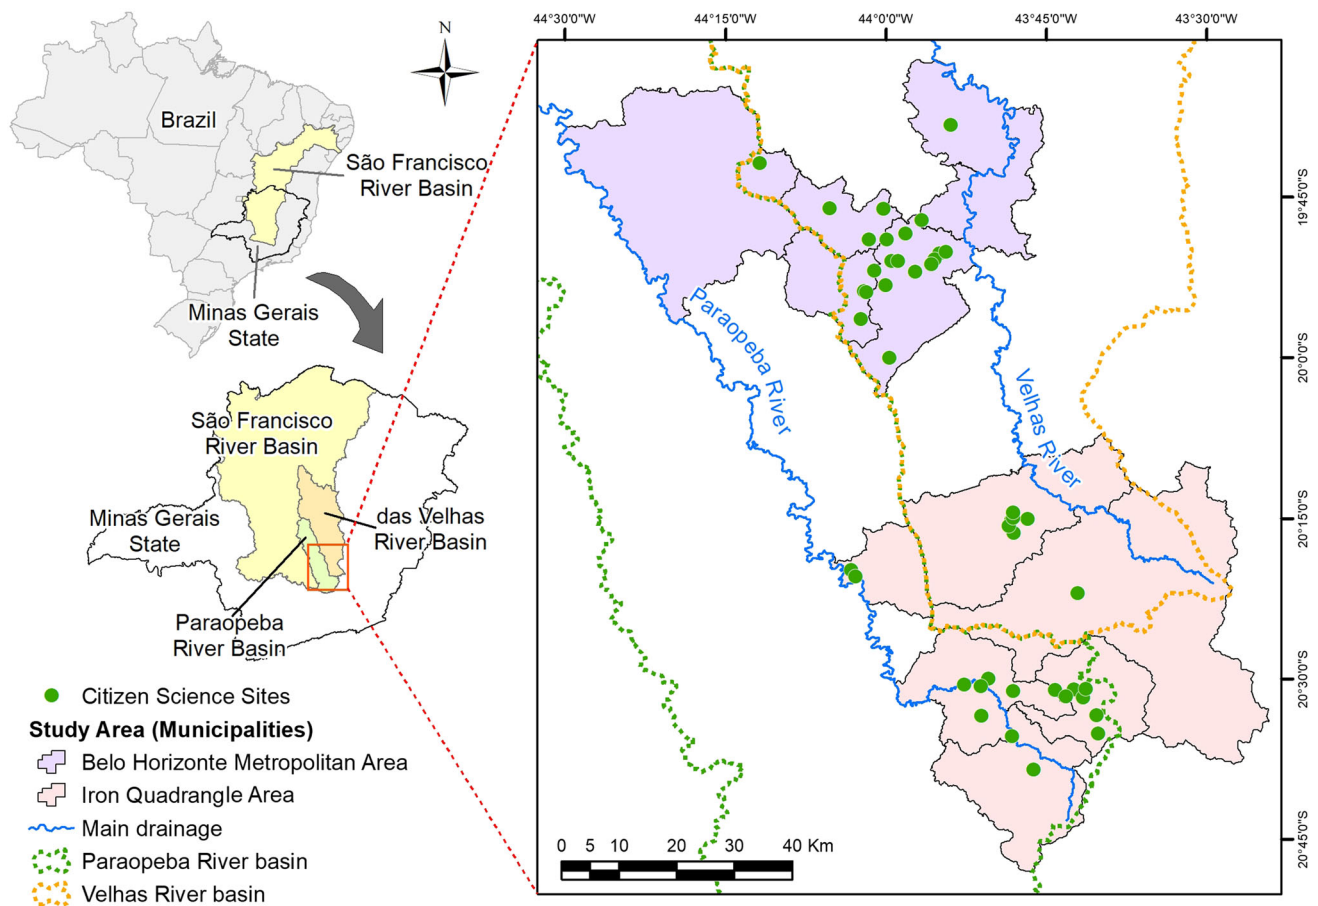 N
Brazil
São Francisco
River Basin
Minas Gerais
State
São Francisco
River Basin
Minas Gerais
State
das Velhas
River Basin
Paraopeba
River Basin
Citizen Science Sites
Study Area (Municipalities)
Belo Horizonte Metropolitan Area
Iron Quadrangle Area
Main drainage
Paraopeba River basin
Velhas River basin
44°30'0"W
44°15'0"W
44°0'0"W
43°45'0"W
43°30'0"W
19°45'0"S
20°0'0"S
20°15'0"S
20°30'0"S
20°45'0"S
Paraopeba River
Velhas River
0 5 10 20 30 40 Km